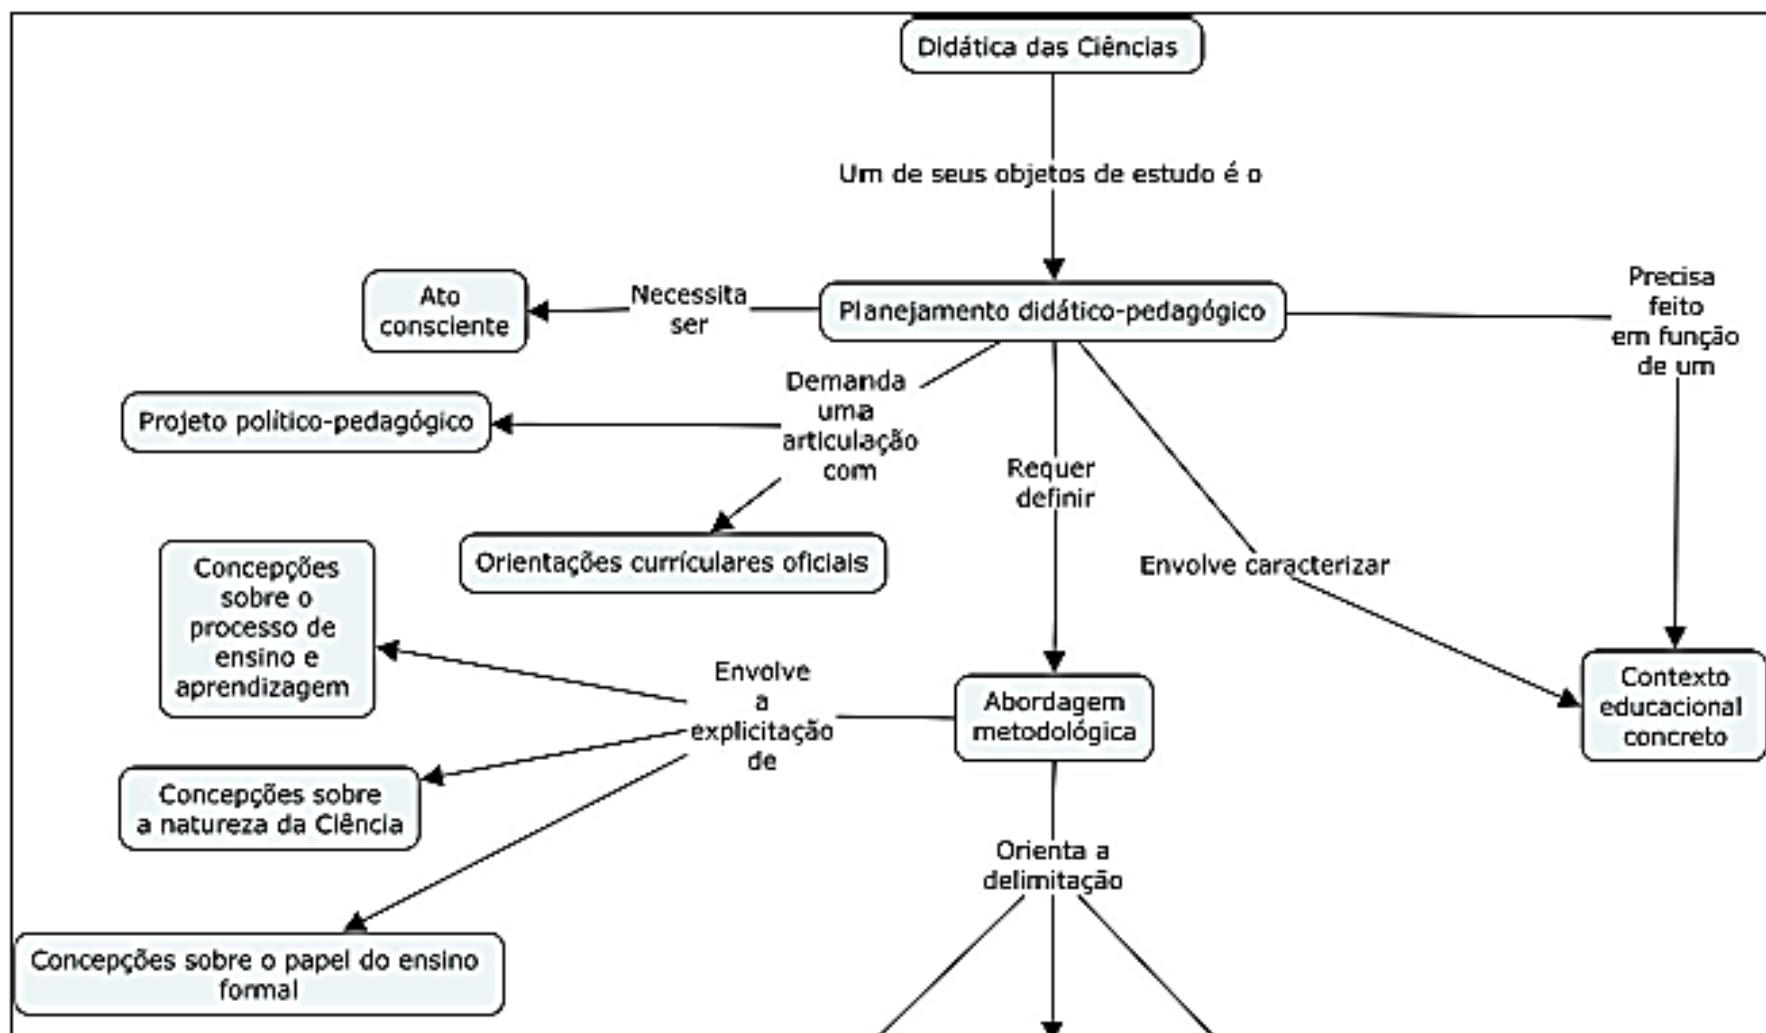 Didática das Ciências
Um de seus objetos de estudo é o
Planejamento didático-pedagógico
Necessita
ser
Ato
consciente
Precisa
feito
em função
de um
Demanda
uma
articulação
com
Projeto político-pedagógico
Orientações currículares oficiais
Requer
definir
Envolve caracterizar
Contexto
educacional
concreto
Abordagem
metodológica
Envolve
a
explicitação
de
Concepções
sobre o
processo de
ensino e
aprendizagem
Concepções sobre
a natureza da Ciência
Concepções sobre o papel do ensino
formal
Orienta a
delimitação